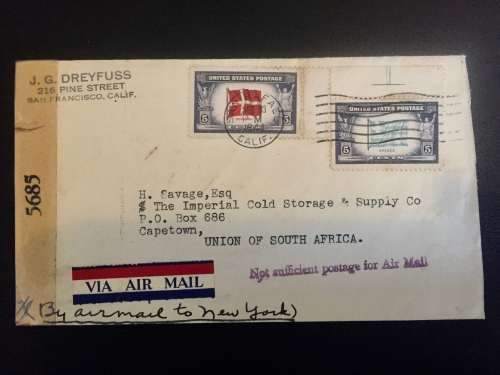 J. G. DREYFUSS
216 PINE STREET
SAN FRANCISCO, CALIF.
UNITED STATES POSTAGE
5 5
CALIF.
UNITED STATES POSTAGE
5 5
CENTS
5685
H. Savage,Esq
% The Imperial Cold Storage & Supply Co
P.O. Box 686
Capetown,
UNION OF SOUTH AFRICA.
Not sufficient postage for Air Mail
VIA AIR MAIL
(By airmail to New York)